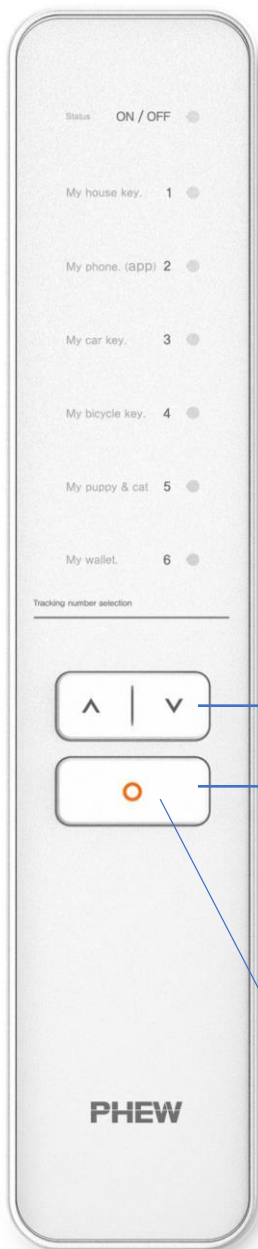 Status ON / OFF
My house key. 1
My phone. (app) 2
My car key. 3
My bicycle key. 4
My puppy & cat 5
My wallet. 6
Tracking number selection
PHEW